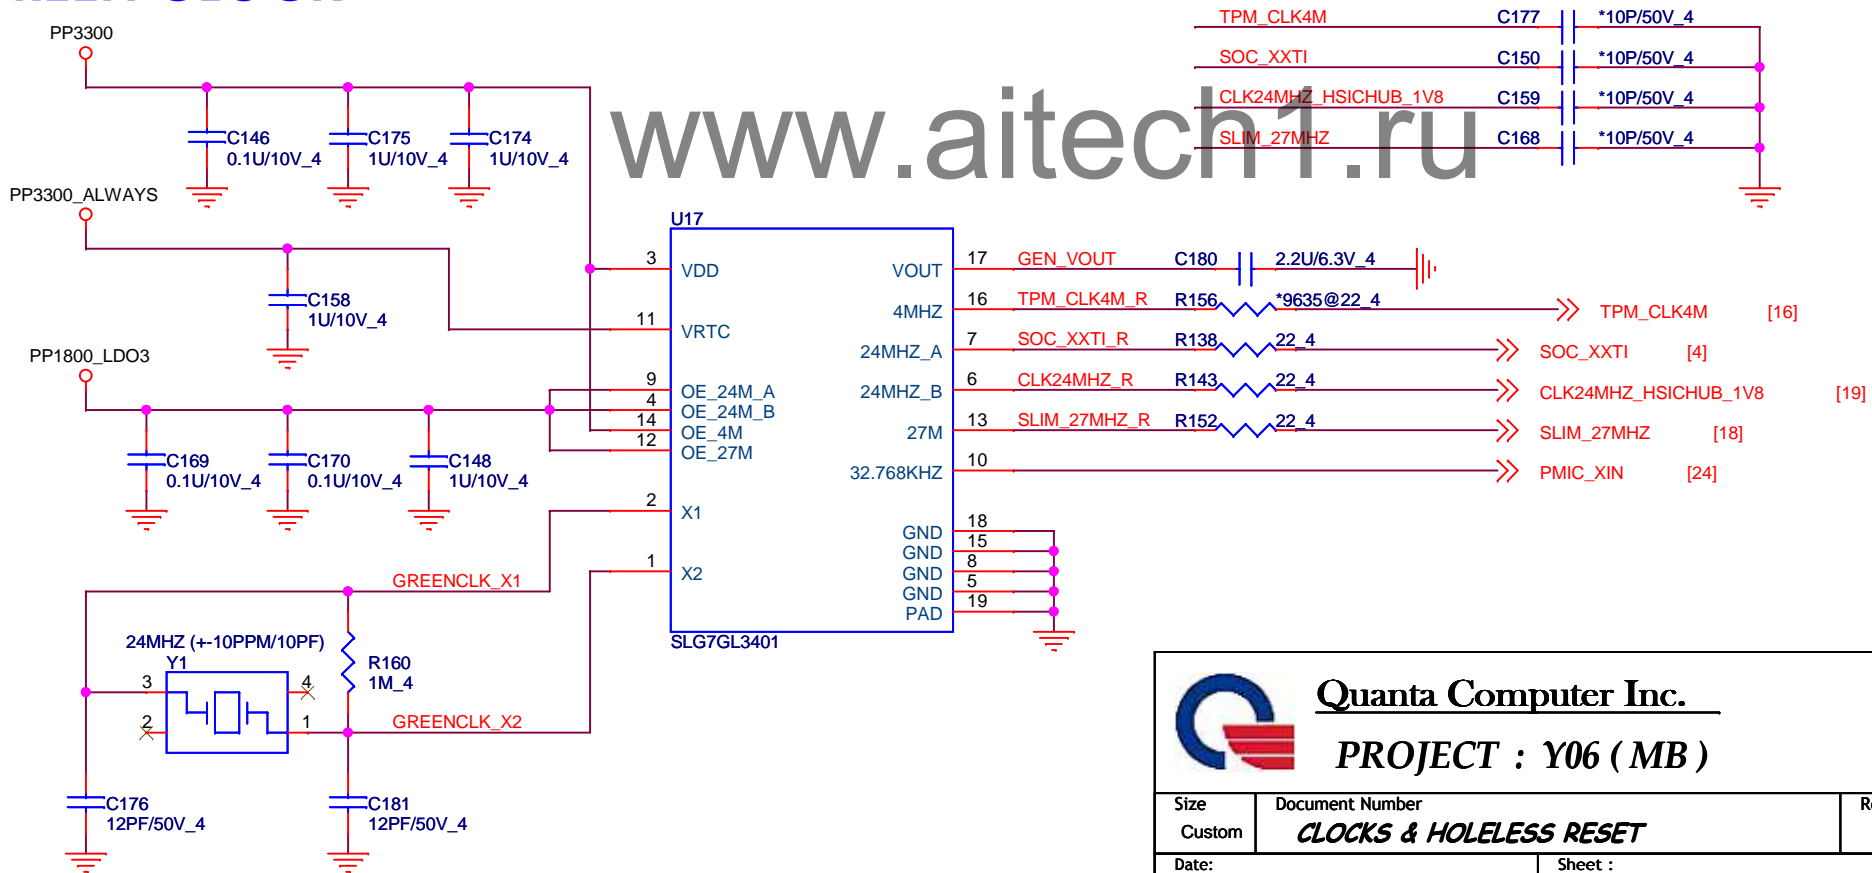 PP3300
C146
0.1U/10V_4
C175
1U/10V_4
C174
1U/10V_4
TPM_CLK4M C177 *10P/50V_4
SOC_XXTI C150 *10P/50V_4
CLK24MHZ_HSICHUB_1V8 C159 *10P/50V_4
SLIM_27MHZ C168 *10P/50V_4
www.aitech1.ru
PP3300_ALWAYS
C158
1U/10V_4
PP1800_LDO3
C169
0.1U/10V_4
C170
0.1U/10V_4
C148
1U/10V_4
U17
3 VDD
11 VRTC
9 OE_24M_A
4 OE_24M_B
14 OE_4M
12 OE_27M
2 X1
1 X2
VOUT 17 GEN_VOUT C180 2.2U/6.3V_4
4MHZ 16 TPM_CLK4M_R R156 *9635@22_4 TPM_CLK4M [16]
24MHZ_A 7 SOC_XXTI_R R138 22_4 SOC_XXTI [4]
24MHZ_B 6 CLK24MHZ_R R143 22_4 CLK24MHZ_HSICHUB_1V8 [19]
27M 13 SLIM_27MHZ_R R152 22_4 SLIM_27MHZ [18]
32.768KHZ 10 PMIC_XIN [24]
GND 18
GND 15
GND 8
GND 5
PAD 19
SLG7GL3401
GREENCLK_X1
24MHZ (+-10PPM/10PF)
Y1
3 4
2 1
R160
1M_4
GREENCLK_X2
C176
12PF/50V_4
C181
12PF/50V_4
Quanta Computer Inc.
PROJECT : Y06 ( MB )
Size
Custom
Document Number
CLOCKS & HOLELESS RESET
Date:
Sheet :